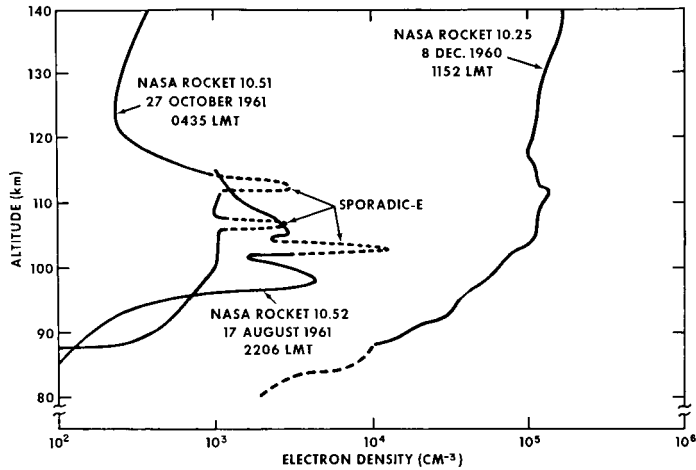 140
130
120
110
100
90
80
ALTITUDE (km)
NASA ROCKET 10.51
27 OCTOBER 1961
0435 LMT
NASA ROCKET 10.25
8 DEC. 1960
1152 LMT
SPORADIC-E
NASA ROCKET 10.52
17 AUGUST 1961
2206 LMT
10² 10³ 10⁴ 10⁵ 10⁶
ELECTRON DENSITY (CM⁻³)